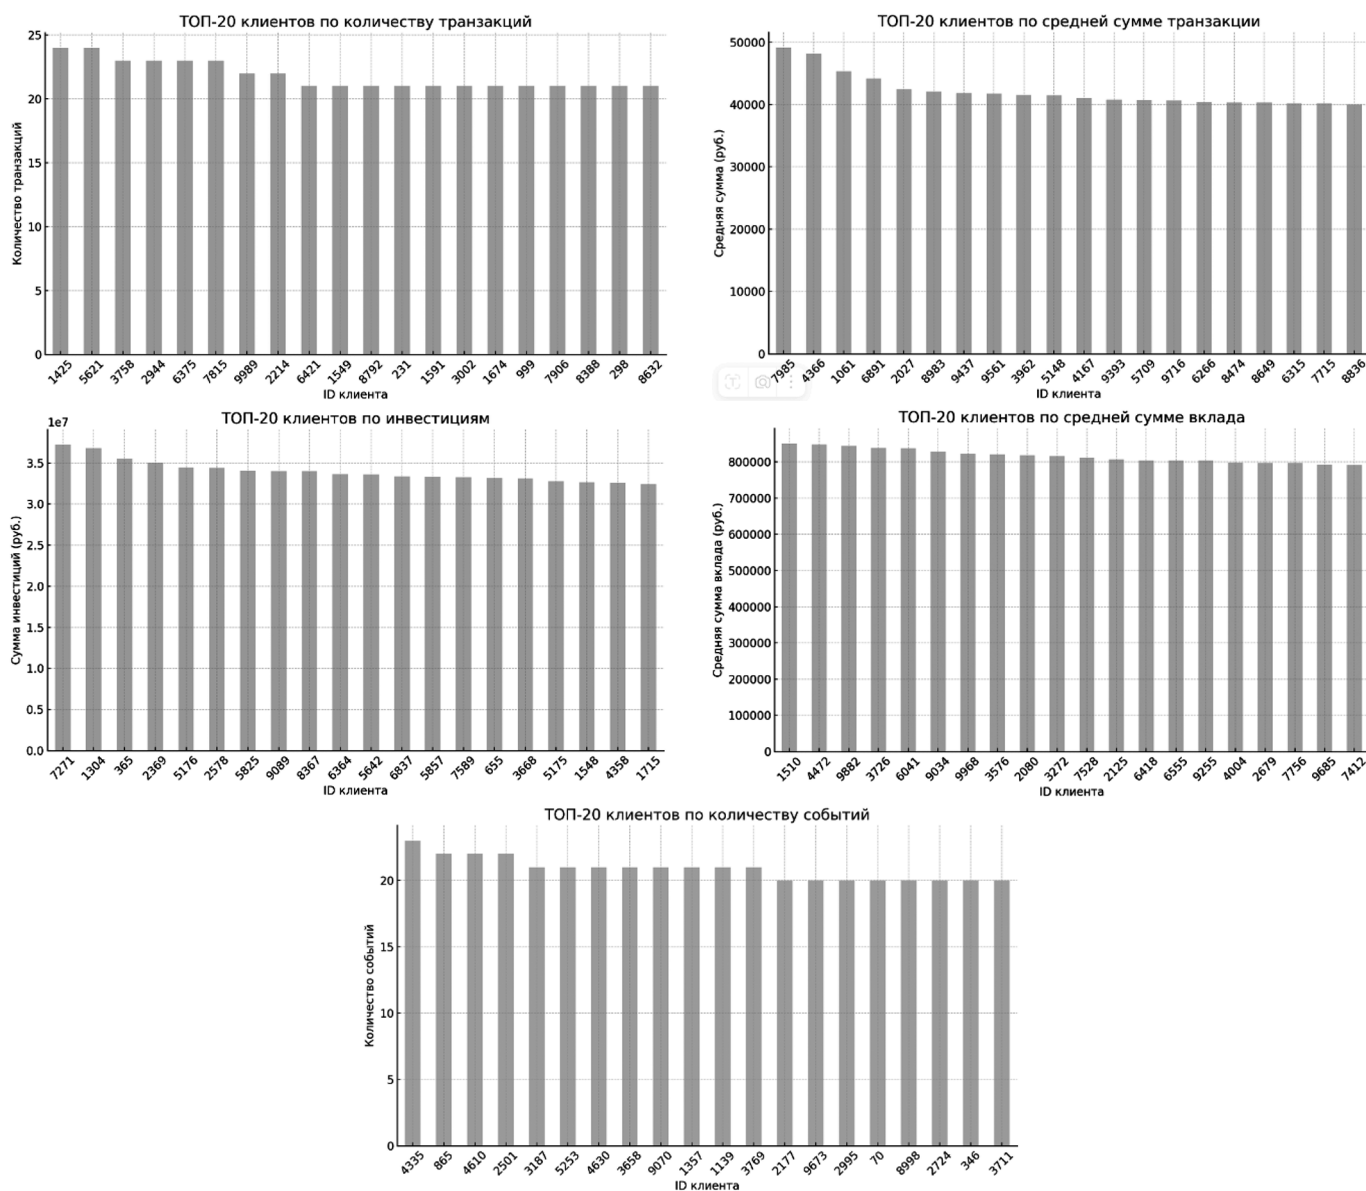 ТОП-20 клиентов по количеству транзакций
Количество транзакций
25
20
15
10
5
0
1425 5621 3758 2944 6375 7815 9989 2214 6421 1549 8792 231 1591 3002 1674 999 7906 8388 298 8632
ID клиента
ТОП-20 клиентов по средней сумме транзакции
Средняя сумма (руб.)
50000
40000
30000
20000
10000
0
7985 4366 1061 6891 2027 8983 9437 9561 3962 5148 4167 9393 5709 9716 6266 8474 8649 6315 7715 8836
ID клиента
ТОП-20 клиентов по инвестициям
1e7
Сумма инвестиций (руб.)
3.5
3.0
2.5
2.0
1.5
1.0
0.5
0.0
7271 1304 365 2369 5176 2578 5825 9089 8367 6364 5642 6837 5857 7589 655 3668 5175 1548 4358 1715
ID клиента
ТОП-20 клиентов по средней сумме вклада
Средняя сумма вклада (руб.)
800000
700000
600000
500000
400000
300000
200000
100000
0
1510 4472 9882 3726 6041 9034 9968 3576 2080 3272 7528 2125 6418 6555 9255 4004 2679 7756 9685 7412
ID клиента
ТОП-20 клиентов по количеству событий
Количество событий
20
15
10
5
0
4335 865 4610 2501 3187 5253 4630 3658 9070 1357 1139 3769 2177 9673 2995 70 8998 2724 346 3711
ID клиента